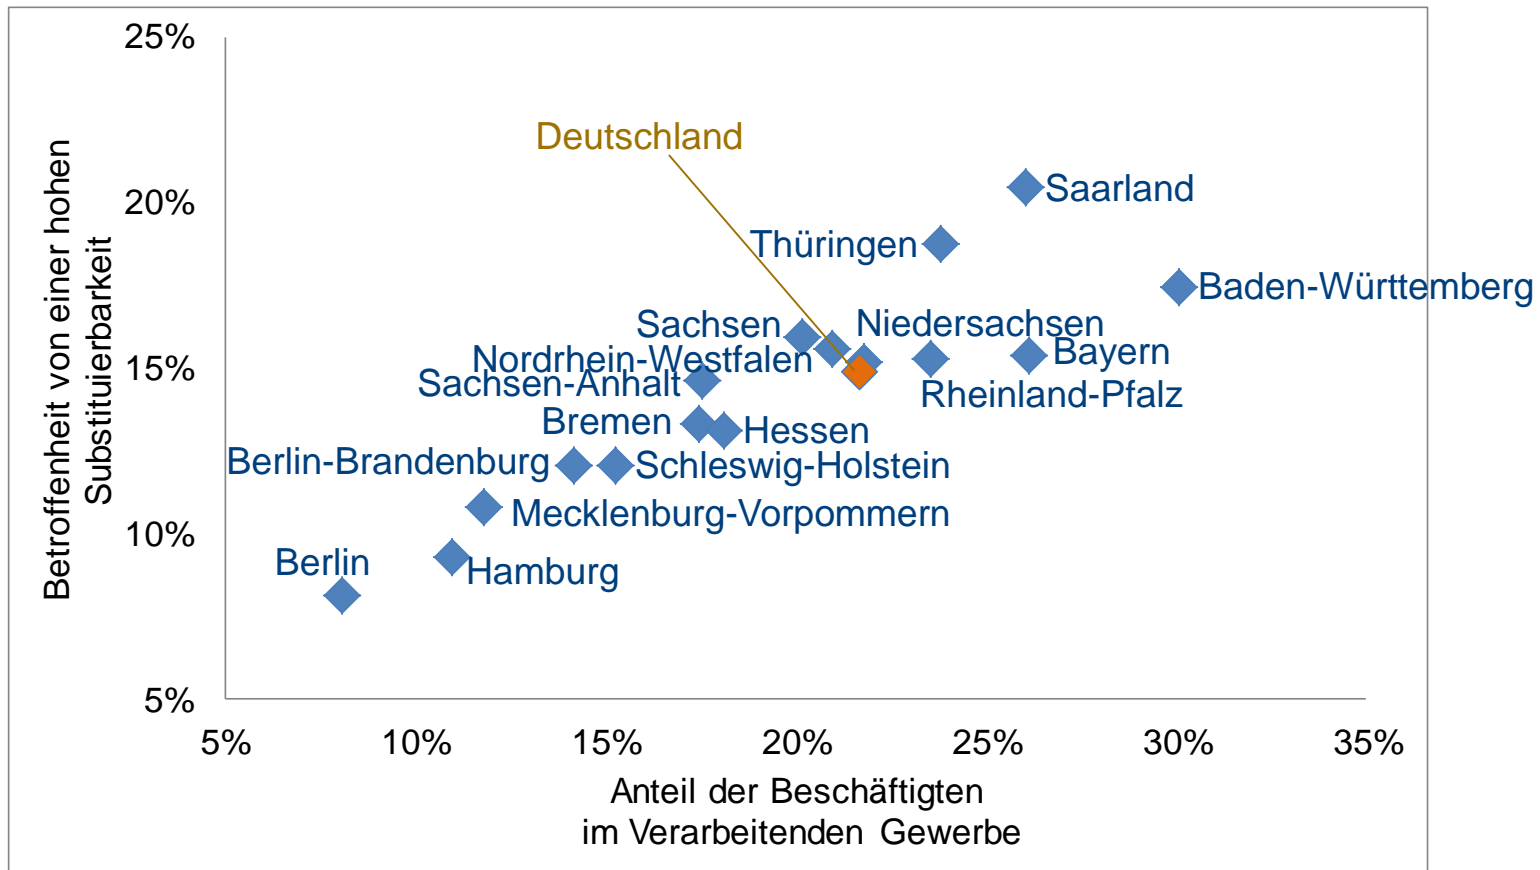 25%
Deutschland
20%
Saarland
Thüringen
Baden-Württemberg
Sachsen
Niedersachsen
Nordrhein-Westfalen
Bayern
15%
Sachsen-Anhalt
Rheinland-Pfalz
Bremen
Hessen
Berlin-Brandenburg
Schleswig-Holstein
Mecklenburg-Vorpommern
10%
Berlin
Hamburg
5%
Betroffenheit von einer hohen
Substituierbarkeit
5% 10% 15% 20% 25% 30% 35%
Anteil der Beschäftigten
im Verarbeitenden Gewerbe